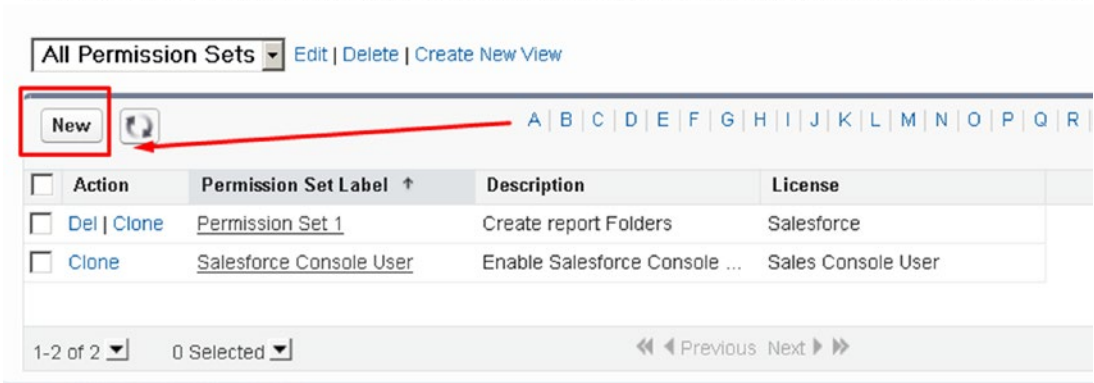 All Permission Sets Edit | Delete | Create New View
New A | B | C | D | E | F | G | H | I | J | K | L | M | N | O | P | Q | R |
Action Permission Set Label ↑ Description License
Del | Clone Permission Set 1 Create report Folders Salesforce
Clone Salesforce Console User Enable Salesforce Console ... Sales Console User
1-2 of 2 0 Selected Previous Next